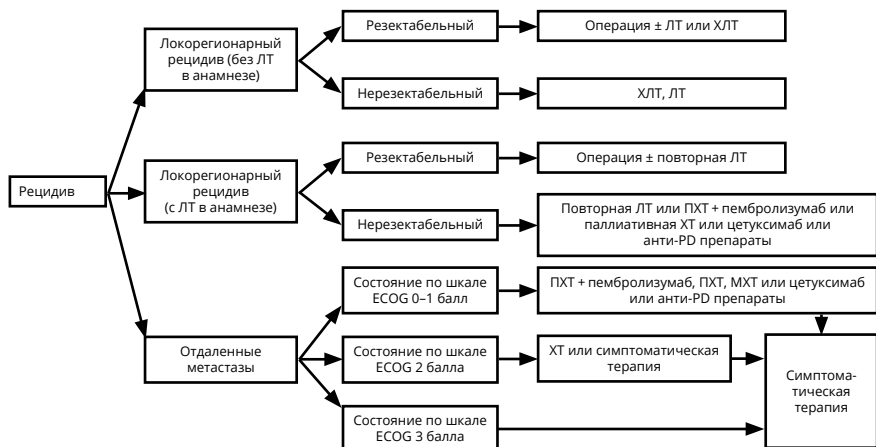 Рецидив
Локорегионарный
рецидив (без ЛТ
в анамнезе)
Резектабельный
Операция ± ЛТ или ХЛТ
Нерезектабельный
ХЛТ, ЛТ
Локорегионарный
рецидив
(с ЛТ в анамнезе)
Резектабельный
Операция ± повторная ЛТ
Нерезектабельный
Повторная ЛТ или ПХТ + пембролизумаб или
паллиативная ХТ или цетуксимаб или
анти-PD препараты
Отдаленные
метастазы
Состояние по шкале
ECOG 0–1 балл
ПХТ + пембролизумаб, ПХТ, МХТ или цетуксимаб
или анти-PD препараты
Состояние по шкале
ECOG 2 балла
ХТ или симптоматическая
терапия
Состояние по шкале
ECOG 3 балла
Симптома-
тическая
терапия